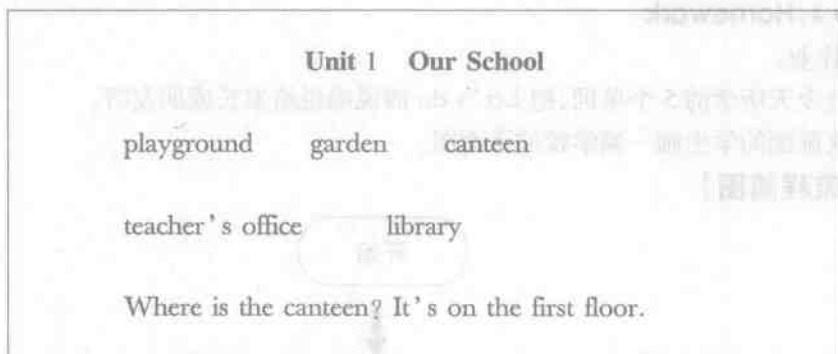 Unit 1 Our School
playground garden canteen
teacher's office library
Where is the canteen? It's on the first floor.